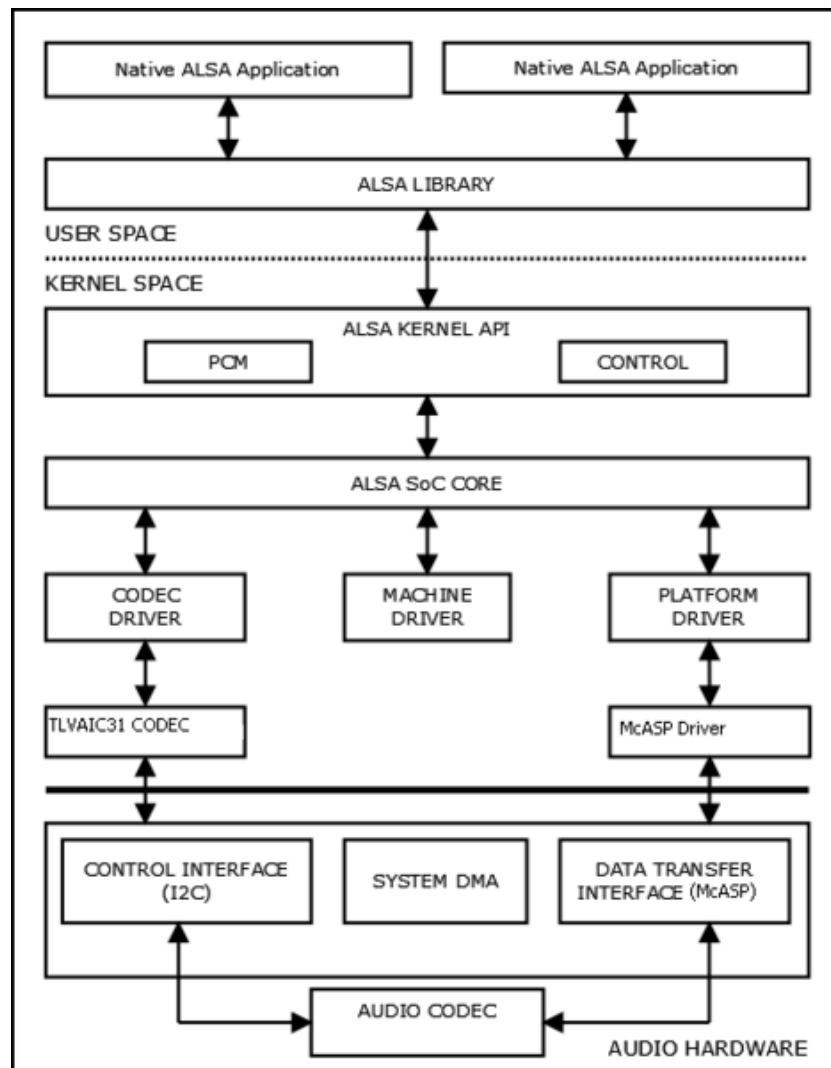 Native ALSA Application
Native ALSA Application
ALSA LIBRARY
USER SPACE
KERNEL SPACE
ALSA KERNEL API
PCM
CONTROL
ALSA SoC CORE
CODEC
DRIVER
MACHINE
DRIVER
PLATFORM
DRIVER
TLVAIC31 CODEC
McASP Driver
CONTROL INTERFACE
(I2C)
SYSTEM DMA
DATA TRANSFER
INTERFACE (McASP)
AUDIO CODEC
AUDIO HARDWARE